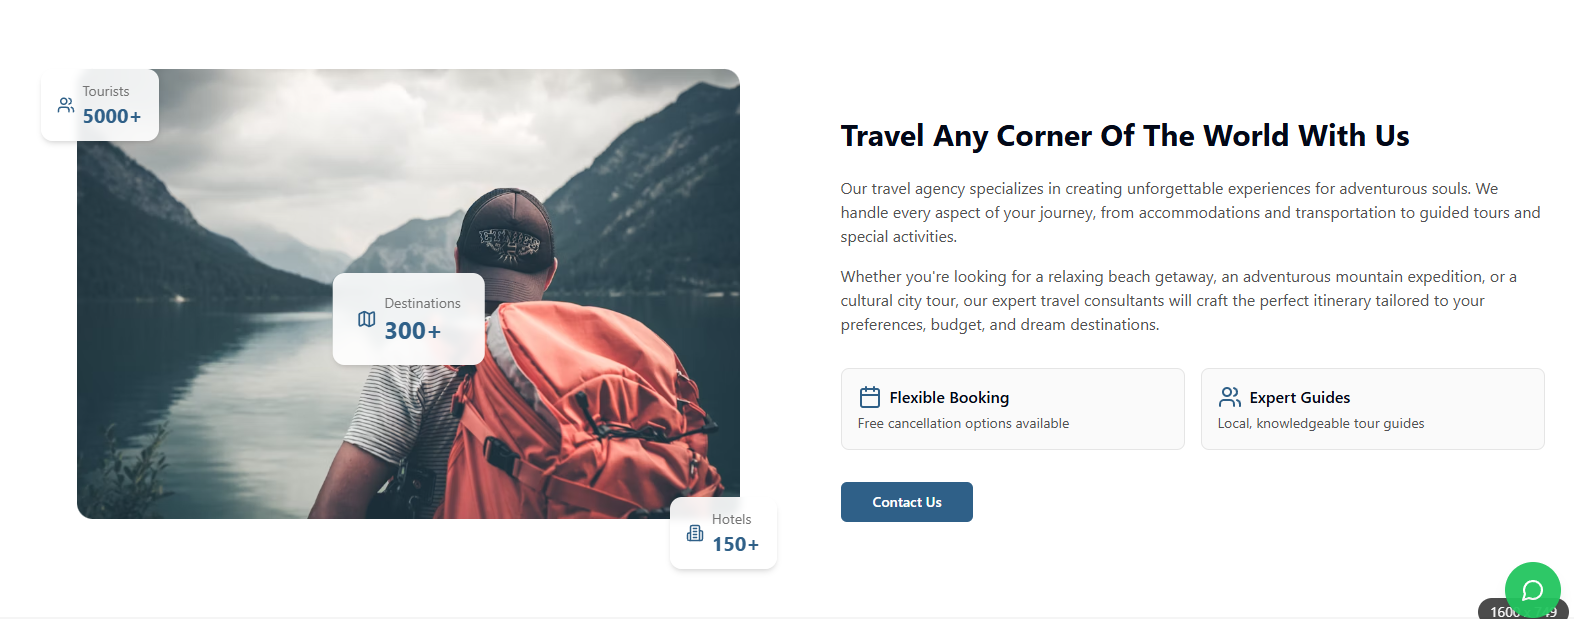 Tourists
5000+
ETNIES
Destinations
300+
Hotels
150+
Travel Any Corner Of The World With Us
Our travel agency specializes in creating unforgettable experiences for adventurous souls. We
handle every aspect of your journey, from accommodations and transportation to guided tours and
special activities.
Whether you're looking for a relaxing beach getaway, an adventurous mountain expedition, or a
cultural city tour, our expert travel consultants will craft the perfect itinerary tailored to your
preferences, budget, and dream destinations.
Flexible Booking
Free cancellation options available
Expert Guides
Local, knowledgeable tour guides
Contact Us